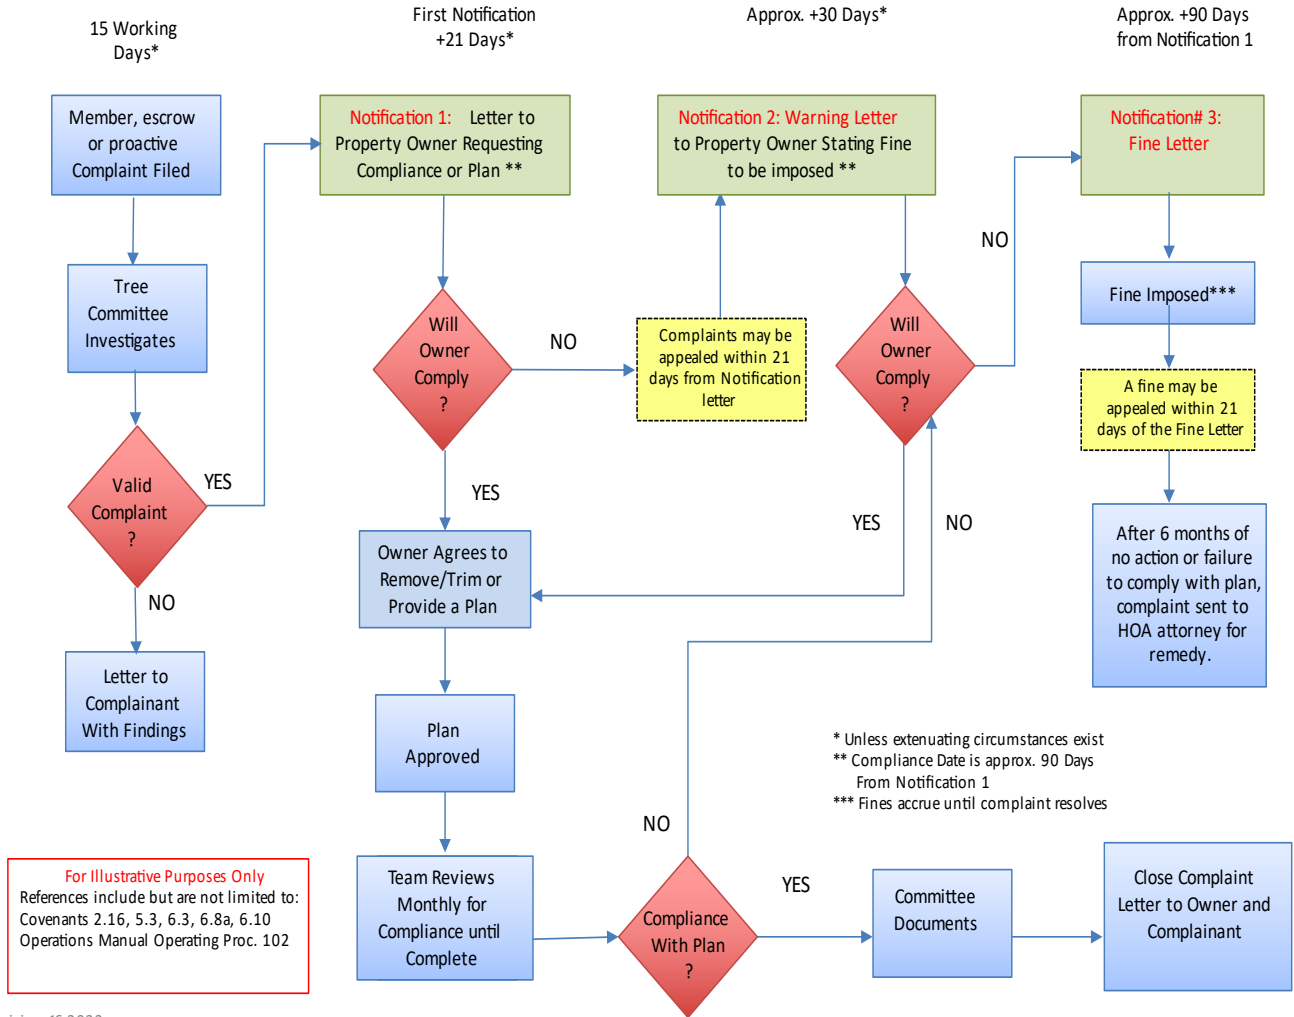 15 Working
Days*
First Notification
+21 Days*
Approx. +30 Days*
Approx. +90 Days
from Notification 1
Member, escrow
or proactive
Complaint Filed
Notification 1: Letter to
Property Owner Requesting
Compliance or Plan **
Notification 2: Warning Letter
to Property Owner Stating Fine
to be imposed **
Notification# 3:
Fine Letter
NO
Tree
Committee
Investigates
Will
Owner
Comply
?
NO
Complaints may be
appealed within 21
days from Notification
letter
Will
Owner
Comply
?
Fine Imposed***
A fine may be
appealed within 21
days of the Fine Letter
Valid
Complaint
?
YES
YES
YES
NO
After 6 months of
no action or failure
to comply with plan,
complaint sent to
HOA attorney for
remedy.
Owner Agrees to
Remove/Trim or
Provide a Plan
NO
Letter to
Complainant
With Findings
Plan
Approved
* Unless extenuating circumstances exist
** Compliance Date is approx. 90 Days
From Notification 1
*** Fines accrue until complaint resolves
NO
For Illustrative Purposes Only
References include but are not limited to:
Covenants 2.16, 5.3, 6.3, 6.8a, 6.10
Operations Manual Operating Proc. 102
Team Reviews
Monthly for
Compliance until
Complete
Compliance
With Plan
?
YES
Committee
Documents
Close Complaint
Letter to Owner and
Complainant